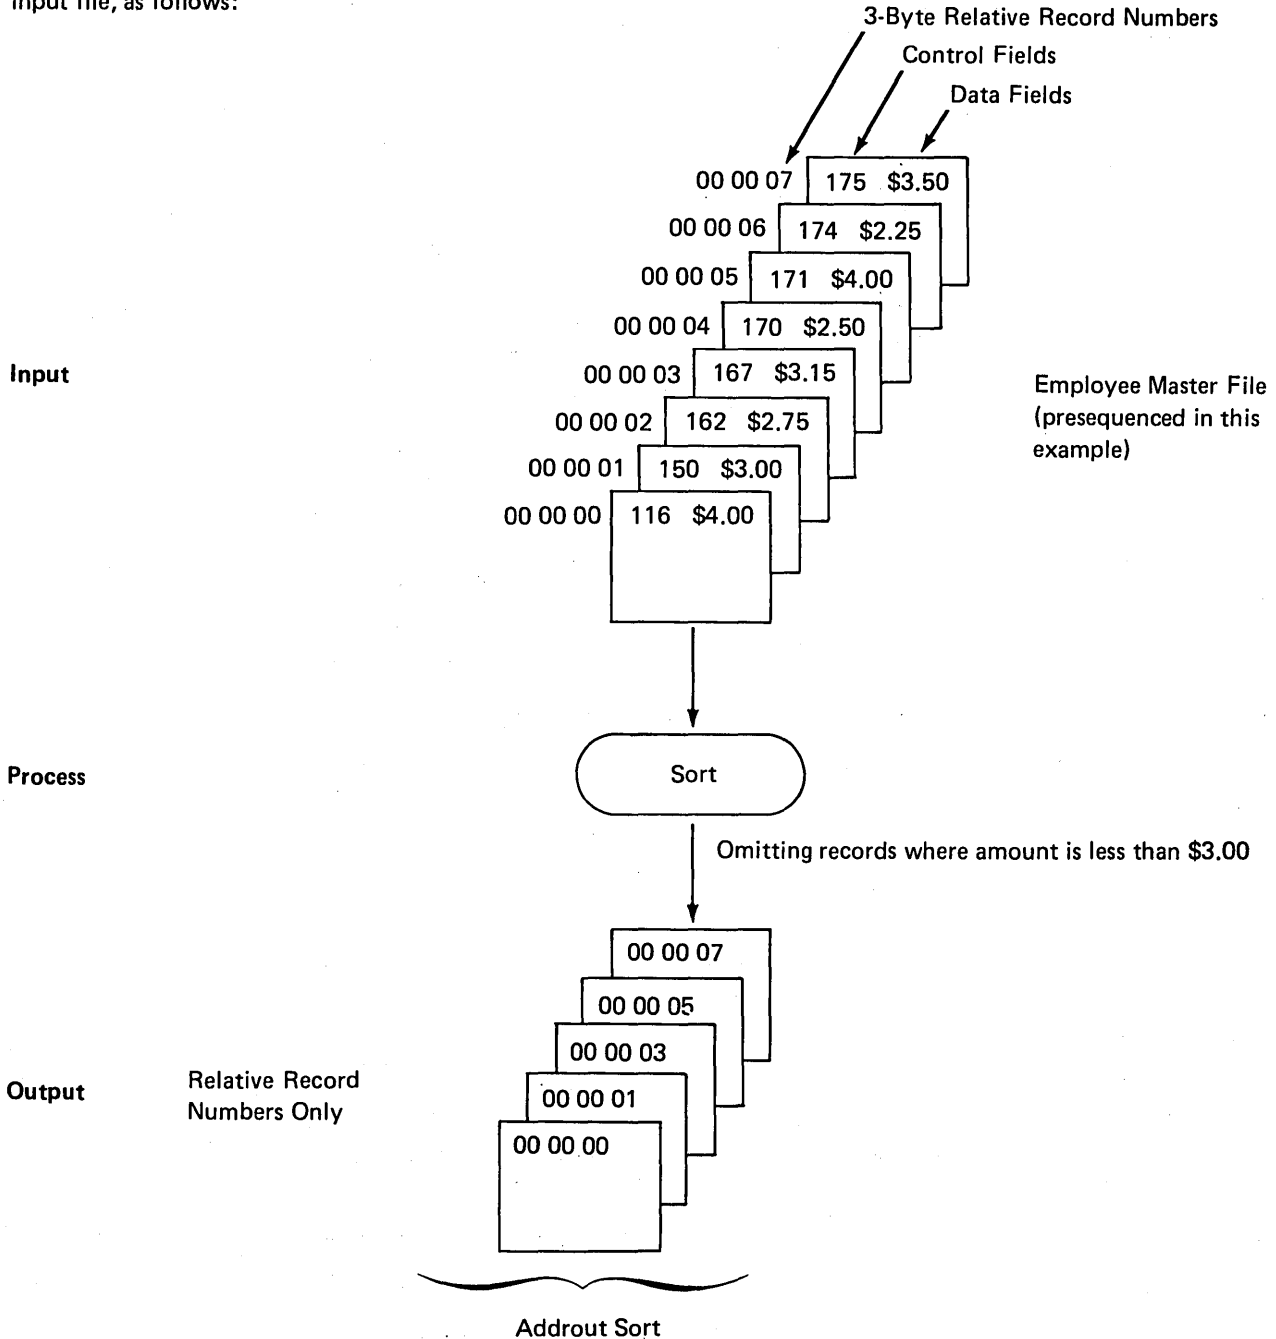 input file, as follows:
3-Byte Relative Record Numbers
Control Fields
Data Fields
00 00 07 175 $3.50
00 00 06 174 $2.25
00 00 05 171 $4.00
00 00 04 170 $2.50
Input
00 00 03 167 $3.15
Employee Master File
(presequenced in this
example)
00 00 02 162 $2.75
00 00 01 150 $3.00
00 00 00 116 $4.00
Process
Sort
Omitting records where amount is less than $3.00
00 00 07
00 00 05
00 00 03
Output
Relative Record
Numbers Only
00 00 01
00 00 00
Addrout Sort